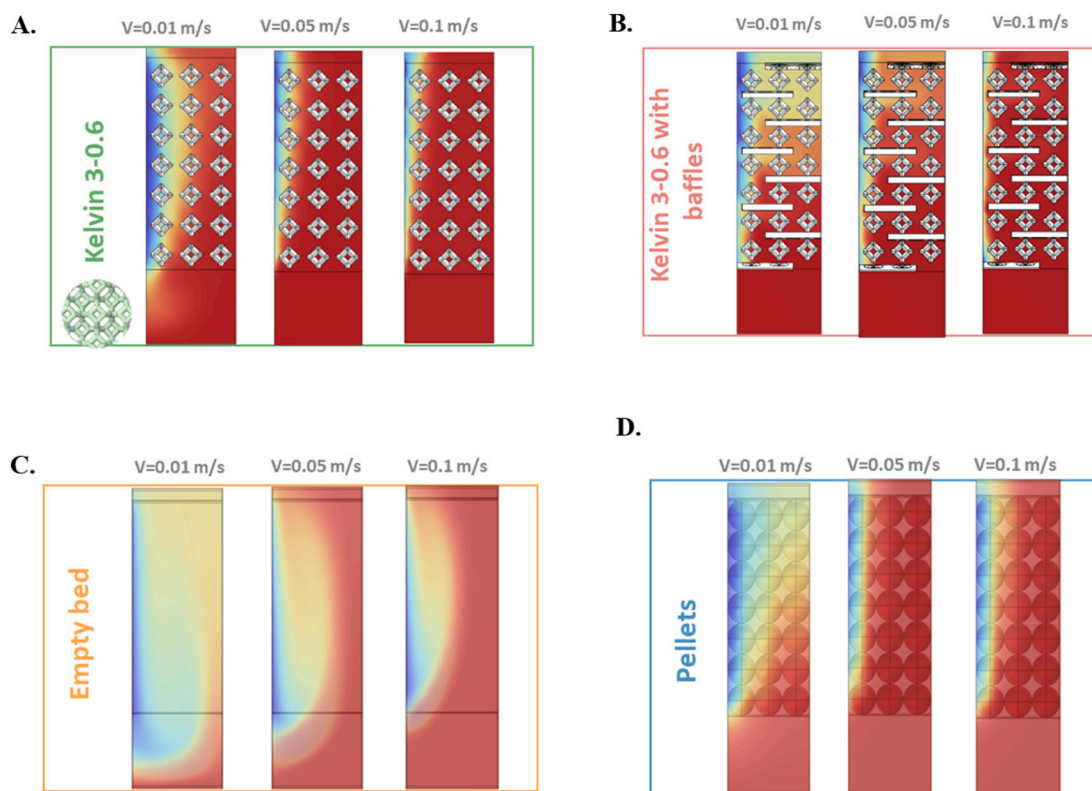 A.
V=0.01 m/s
V=0.05 m/s
V=0.1 m/s
Kelvin 3-0.6
B.
V=0.01 m/s
V=0.05 m/s
V=0.1 m/s
Kelvin 3-0.6 with
baffles
C.
V=0.01 m/s
V=0.05 m/s
V=0.1 m/s
Empty bed
D.
V=0.01 m/s
V=0.05 m/s
V=0.1 m/s
Pellets